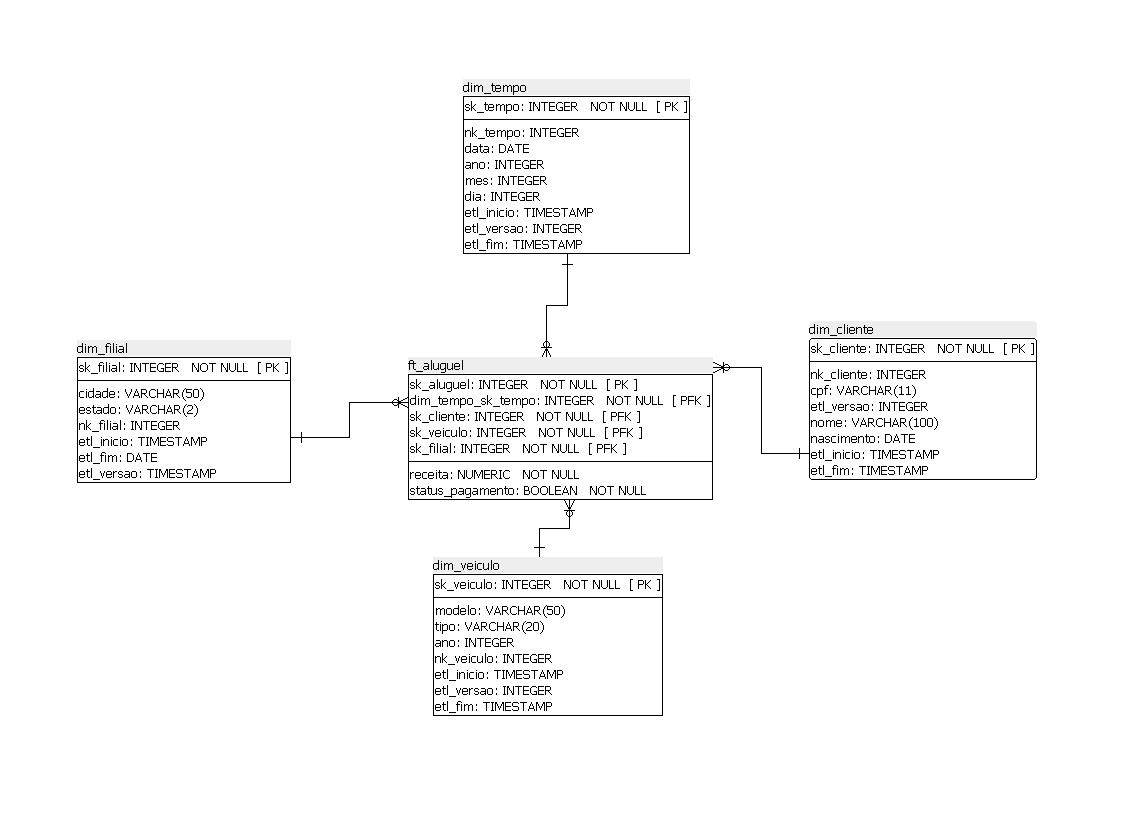 dim_tempo
sk_tempo: INTEGER NOT NULL [ PK ]
nk_tempo: INTEGER
data: DATE
ano: INTEGER
mes: INTEGER
dia: INTEGER
etl_inicio: TIMESTAMP
etl_versao: INTEGER
etl_fim: TIMESTAMP
dim_filial
sk_filial: INTEGER NOT NULL [ PK ]
cidade: VARCHAR(50)
estado: VARCHAR(2)
nk_filial: INTEGER
etl_inicio: TIMESTAMP
etl_fim: DATE
etl_versao: TIMESTAMP
ft_aluguel
sk_aluguel: INTEGER NOT NULL [ PK ]
dim_tempo_sk_tempo: INTEGER NOT NULL [ PFK ]
sk_cliente: INTEGER NOT NULL [ PFK ]
sk_veiculo: INTEGER NOT NULL [ PFK ]
sk_filial: INTEGER NOT NULL [ PFK ]
receita: NUMERIC NOT NULL
status_pagamento: BOOLEAN NOT NULL
dim_cliente
sk_cliente: INTEGER NOT NULL [ PK ]
nk_cliente: INTEGER
cpf: VARCHAR(11)
etl_versao: INTEGER
nome: VARCHAR(100)
nascimento: DATE
etl_inicio: TIMESTAMP
etl_fim: TIMESTAMP
dim_veiculo
sk_veiculo: INTEGER NOT NULL [ PK ]
modelo: VARCHAR(50)
tipo: VARCHAR(20)
ano: INTEGER
nk_veiculo: INTEGER
etl_inicio: TIMESTAMP
etl_versao: INTEGER
etl_fim: TIMESTAMP